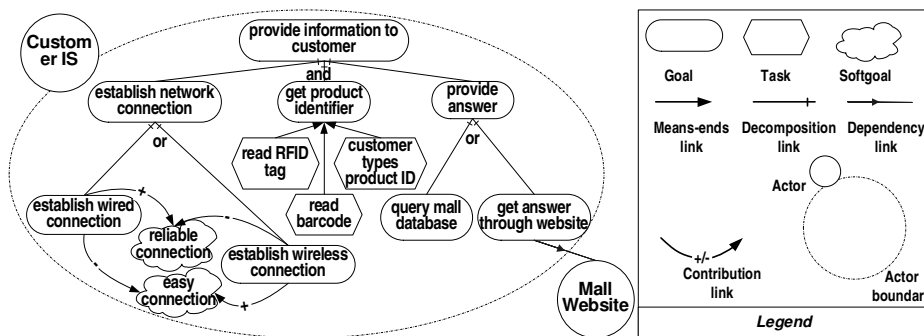 Custom
er IS
provide information to
customer
and
establish network
connection
get product
identifier
provide
answer
or
or
read RFID
tag
customer
types
product ID
read
barcode
establish wired
connection
+
-
reliable
connection
-
establish wireless
connection
easy
connection
+
query mall
database
get answer
through website
Mall
Website
Goal
Task
Softgoal
Means-ends
link
Decomposition
link
Dependency
link
Actor
+/-
Contribution
link
Actor
boundar
Legend